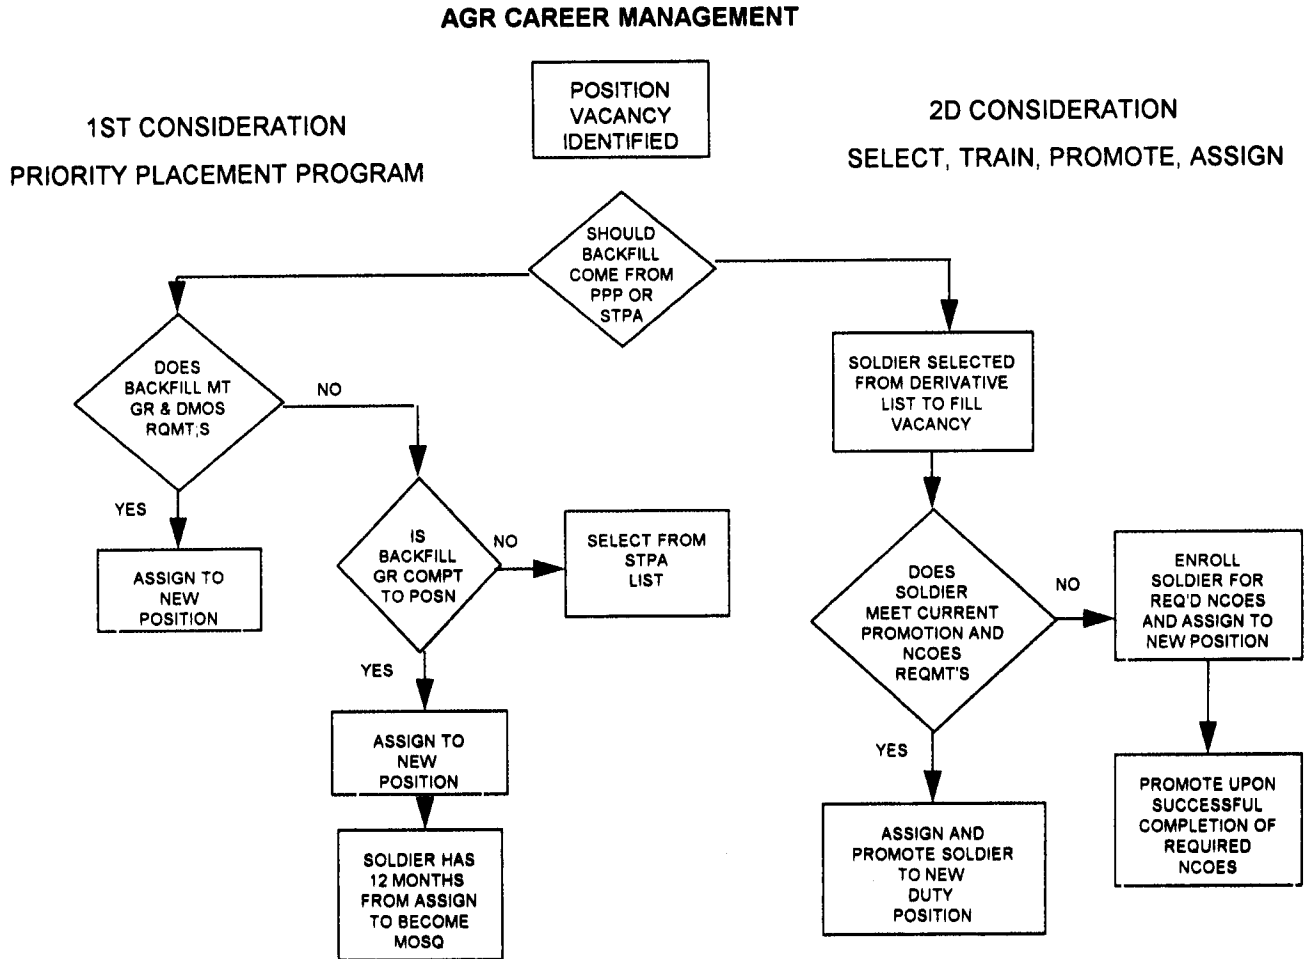 AGR CAREER MANAGEMENT
POSITION
VACANCY
IDENTIFIED
1ST CONSIDERATION
PRIORITY PLACEMENT PROGRAM
2D CONSIDERATION
SELECT, TRAIN, PROMOTE, ASSIGN
SHOULD
BACKFILL
COME FROM
PPP OR
STPA
DOES
BACKFILL MT
GR & DMOS
RQMT;S
NO
YES
ASSIGN TO
NEW
POSITION
IS
BACKFILL
GR COMPT
TO POSN
NO
SELECT FROM
STPA
LIST
YES
ASSIGN TO
NEW
POSITION
SOLDIER HAS
12 MONTHS
FROM ASSIGN
TO BECOME
MOSQ
SOLDIER SELECTED
FROM DERIVATIVE
LIST TO FILL
VACANCY
DOES
SOLDIER
MEET CURRENT
PROMOTION AND
NCOES
REQMT'S
NO
ENROLL
SOLDIER FOR
REQ'D NCOES
AND ASSIGN TO
NEW POSITION
YES
ASSIGN AND
PROMOTE SOLDIER
TO NEW
DUTY
POSITION
PROMOTE UPON
SUCCESSFUL
COMPLETION OF
REQUIRED
NCOES